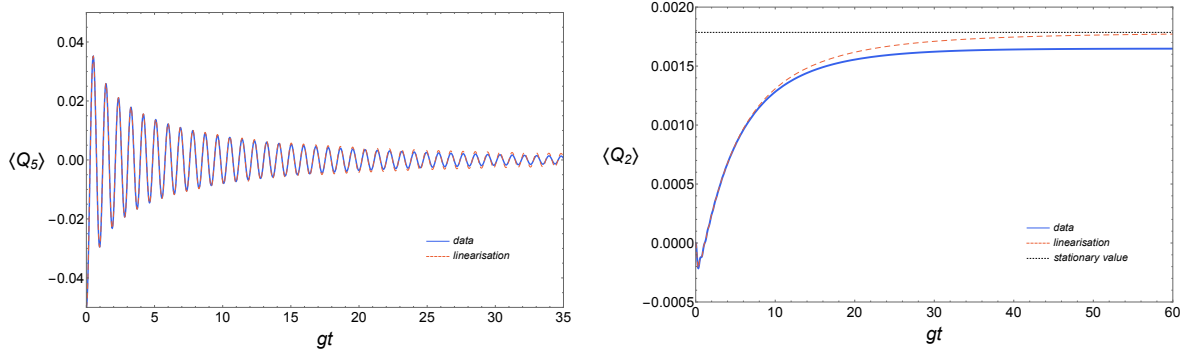 0.04
0.02
0.00
−0.02
−0.04
⟨Q5⟩
data
linearisation
0 5 10 15 20 25 30 35
gt
0.0020
0.0015
0.0010
0.0005
0.0000
−0.0005
⟨Q2⟩
data
linearisation
stationary value
0 10 20 30 40 50 60
gt